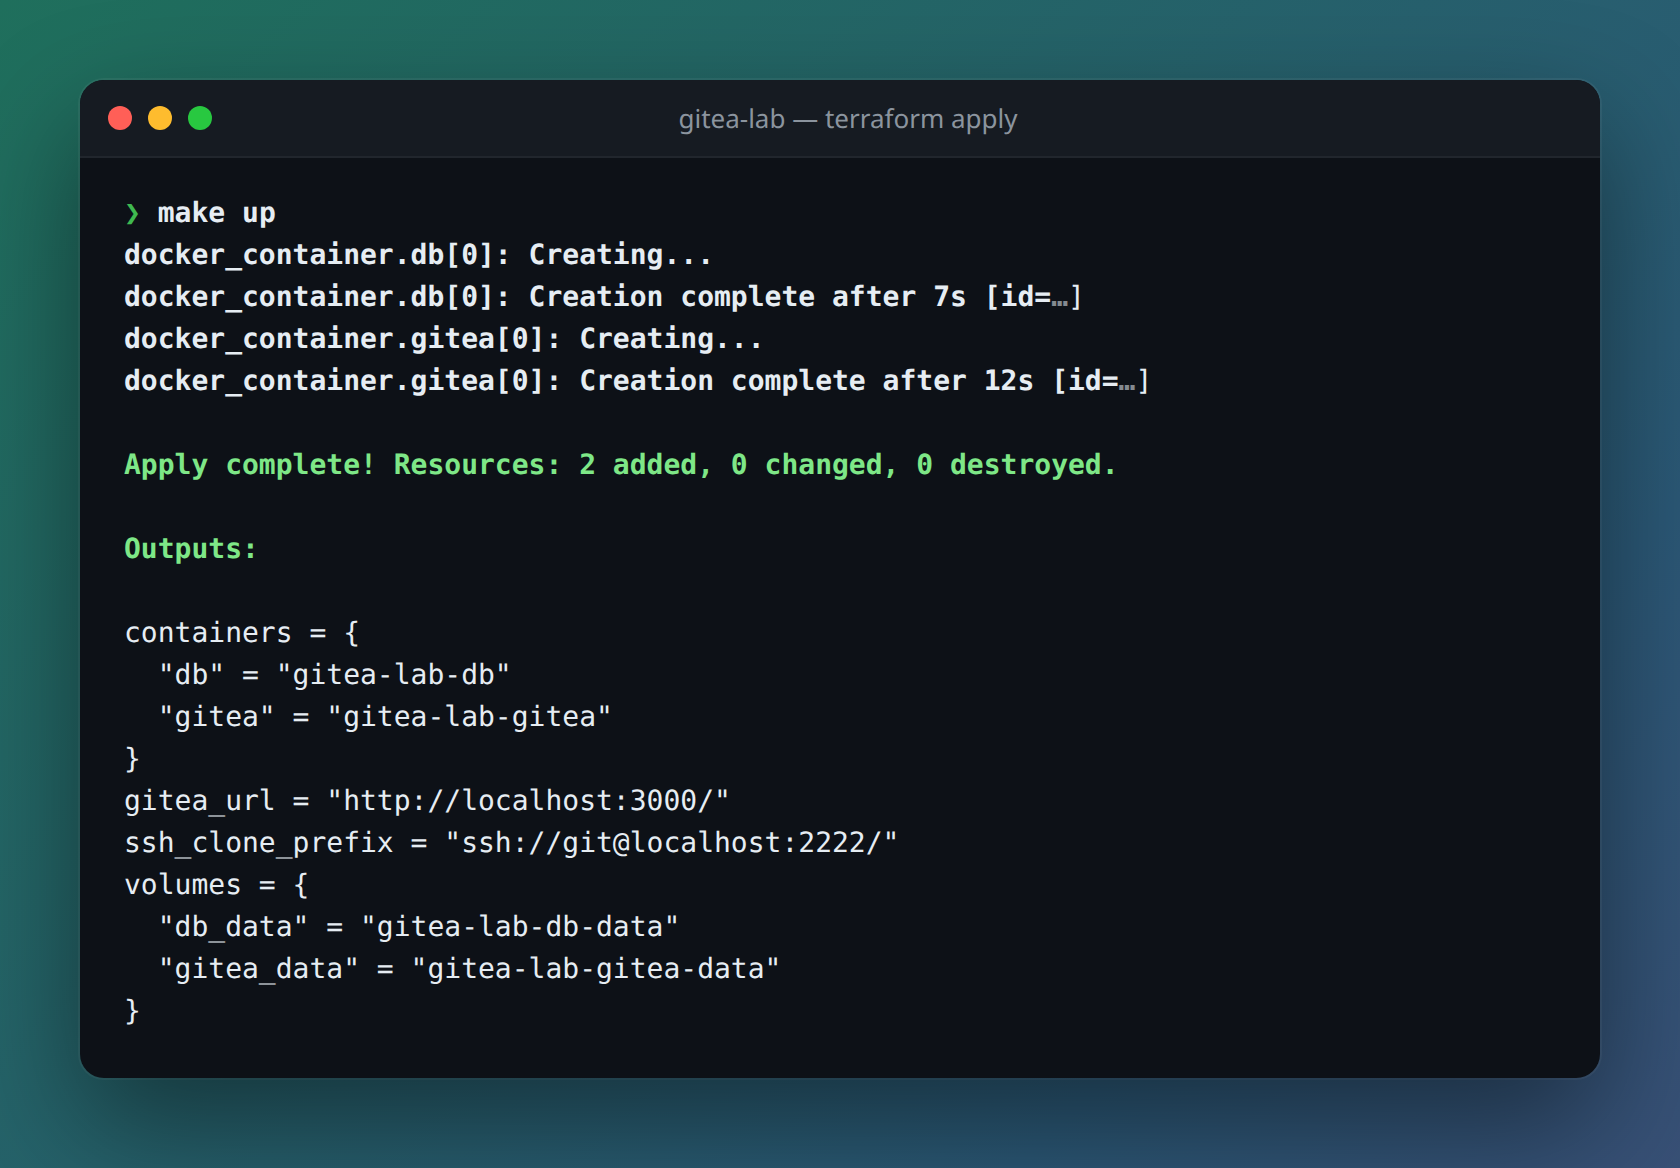 gitea-lab — terraform apply
❯ make up
docker_container.db[0]: Creating...
docker_container.db[0]: Creation complete after 7s [id=…]
docker_container.gitea[0]: Creating...
docker_container.gitea[0]: Creation complete after 12s [id=…]
Apply complete! Resources: 2 added, 0 changed, 0 destroyed.
Outputs:
containers = {
  "db" = "gitea-lab-db"
  "gitea" = "gitea-lab-gitea"
}
gitea_url = "http://localhost:3000/"
ssh_clone_prefix = "ssh://git@localhost:2222/"
volumes = {
  "db_data" = "gitea-lab-db-data"
  "gitea_data" = "gitea-lab-gitea-data"
}